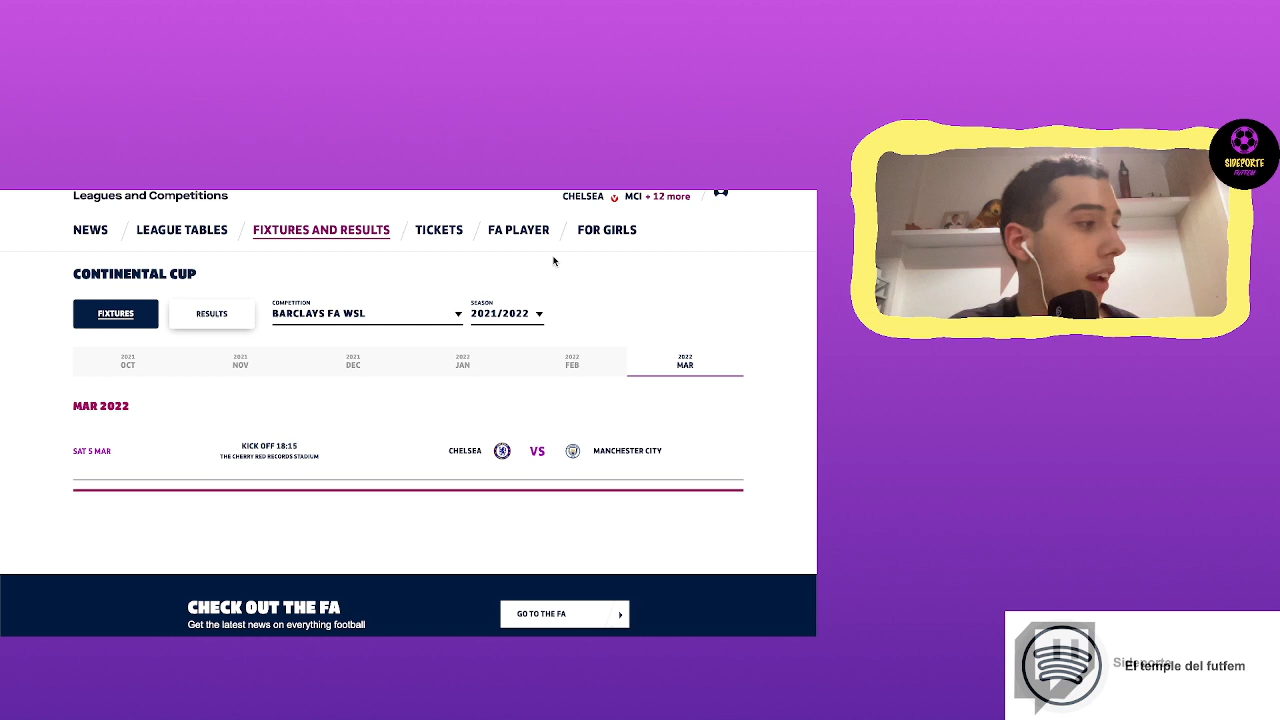 Leagues and Competitions
CHELSEA MCI + 12 more
NEWS LEAGUE TABLES FIXTURES AND RESULTS TICKETS FA PLAYER FOR GIRLS
CONTINENTAL CUP
FIXTURES RESULTS
COMPETITION
BARCLAYS FA WSL
SEASON
2021/2022
2021 OCT
2021 NOV
2021 DEC
2022 JAN
2022 FEB
2022 MAR
MAR 2022
SAT 5 MAR
KICK OFF 18:15
THE CHERRY RED RECORDS STADIUM
CHELSEA VS MANCHESTER CITY
CHECK OUT THE FA
Get the latest news on everything football
GO TO THE FA
SIDEPORTE
FUTFEM
El temple del futfem